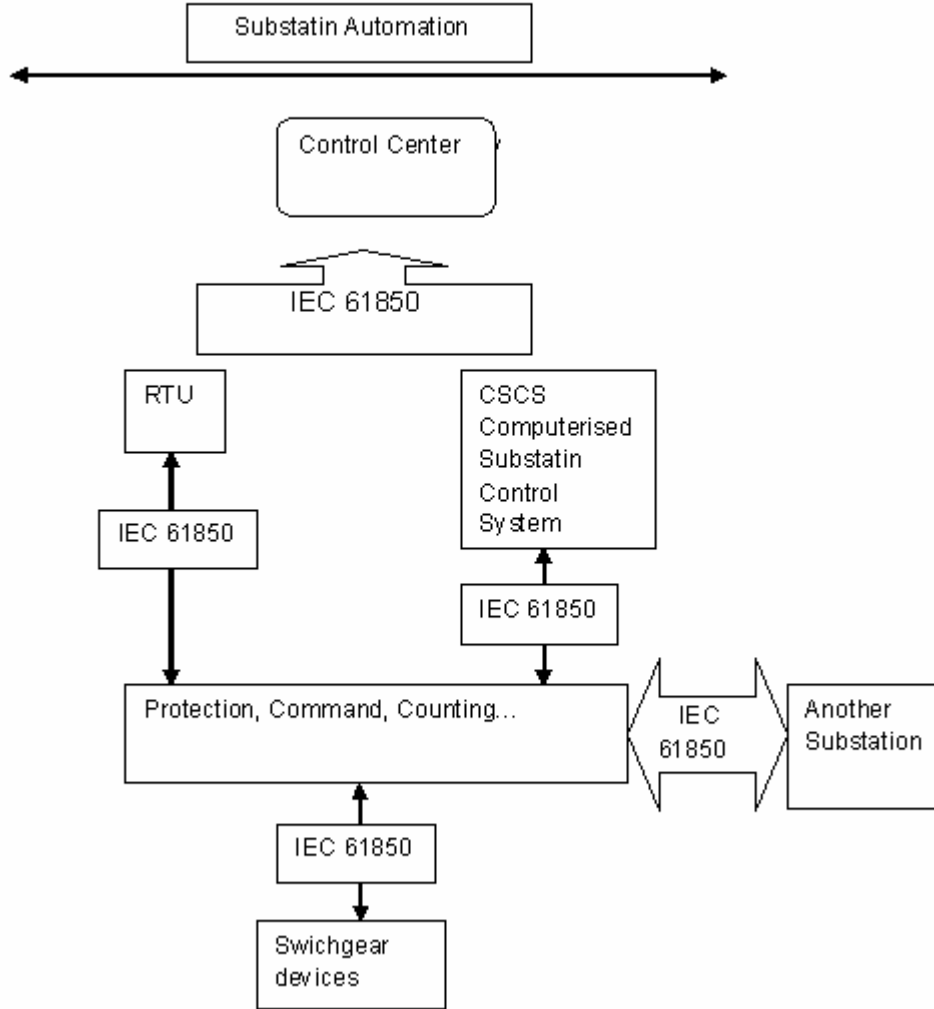 Substatin Automation
Control Center
IEC 61850
RTU
CSCS
Computerised
Substatin
Control
System
IEC 61850
IEC 61850
Protection, Command, Counting...
IEC
61850
Another
Substation
IEC 61850
Swichgear
devices